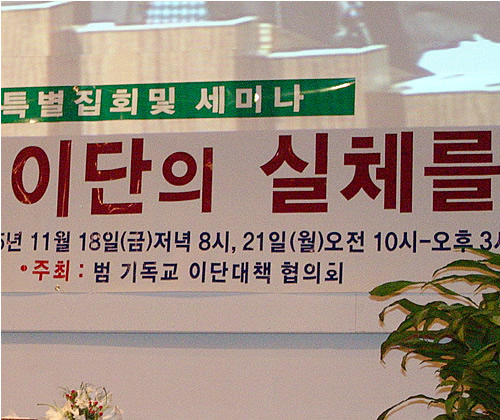 특별집회및 세미나
이단의 실체를
5년 11월 18일(금)저녁 8시, 21일(월)오전 10시-오후 3시
•주최 : 범 기독교 이단대책 협의회